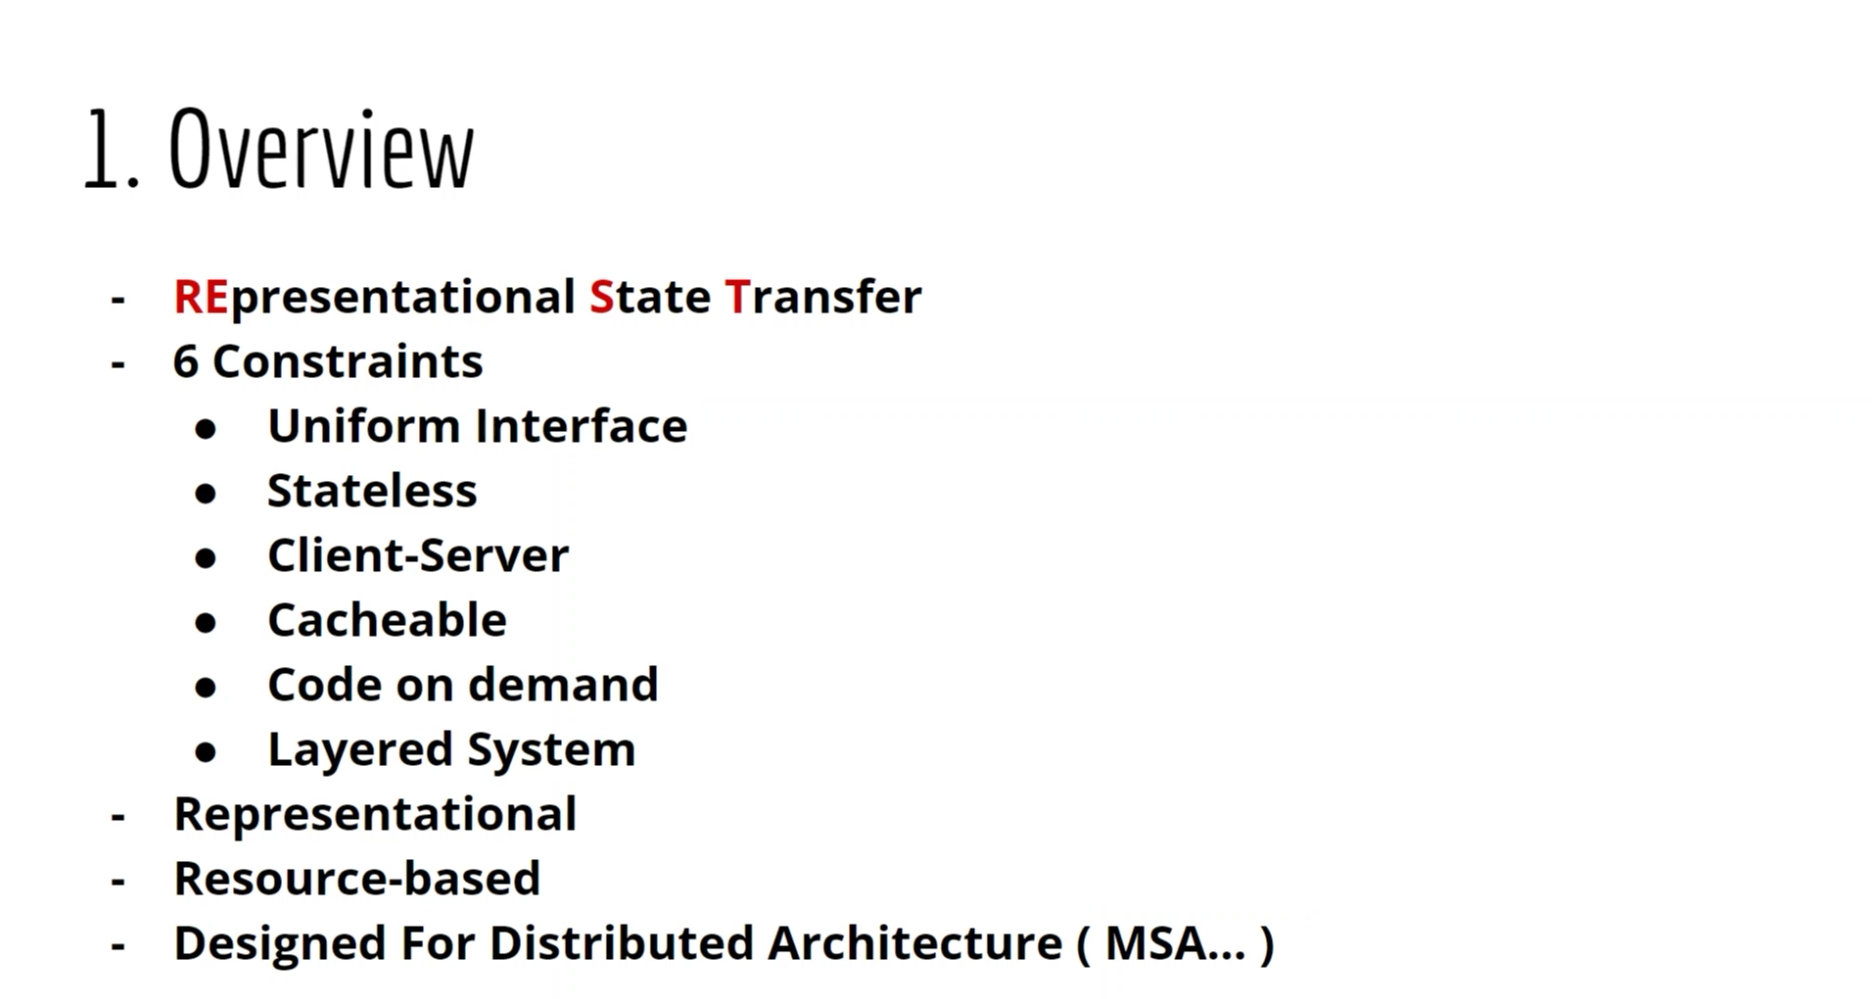 1. Overview
- REpresentational State Transfer
- 6 Constraints
● Uniform Interface
● Stateless
● Client-Server
● Cacheable
● Code on demand
● Layered System
- Representational
- Resource-based
- Designed For Distributed Architecture ( MSA... )